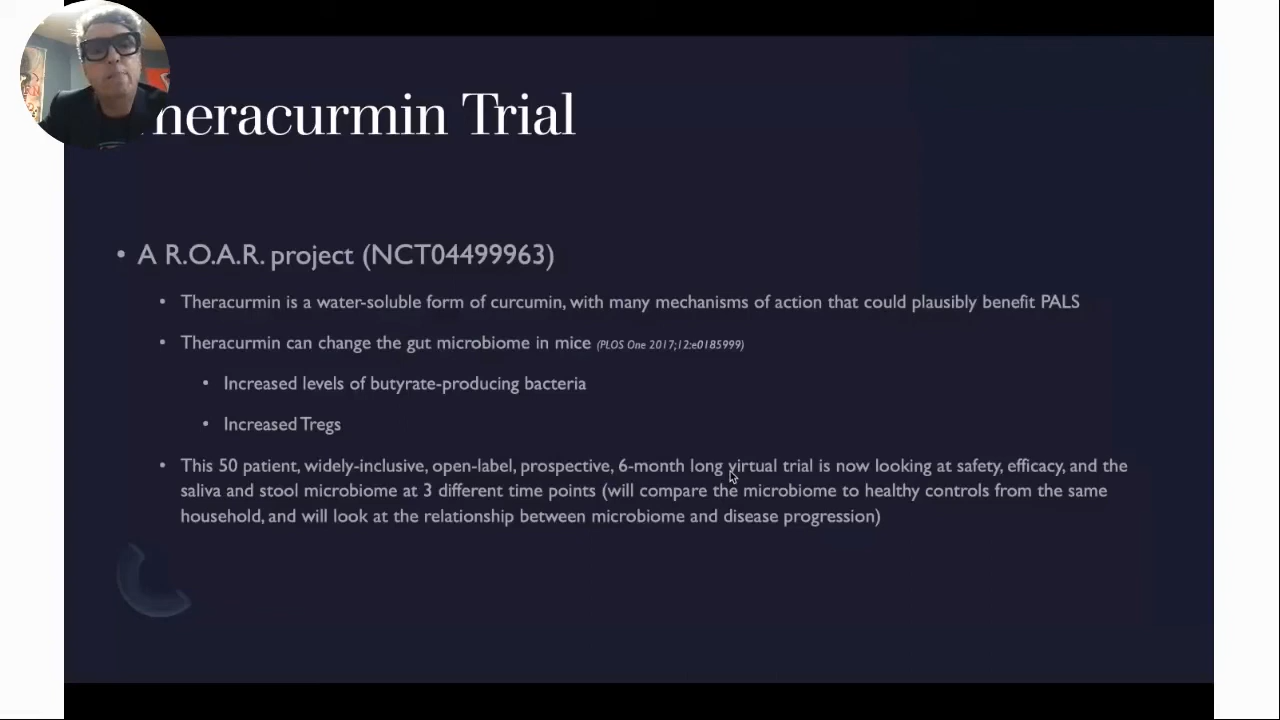 heracurmin Trial
• A R.O.A.R. project (NCT04499963)
• Theracurmin is a water-soluble form of curcumin, with many mechanisms of action that could plausibly benefit PALS
• Theracurmin can change the gut microbiome in mice (PLOS One 2017;12:e0185999)
• Increased levels of butyrate-producing bacteria
• Increased Tregs
• This 50 patient, widely-inclusive, open-label, prospective, 6-month long virtual trial is now looking at safety, efficacy, and the
saliva and stool microbiome at 3 different time points (will compare the microbiome to healthy controls from the same
household, and will look at the relationship between microbiome and disease progression)